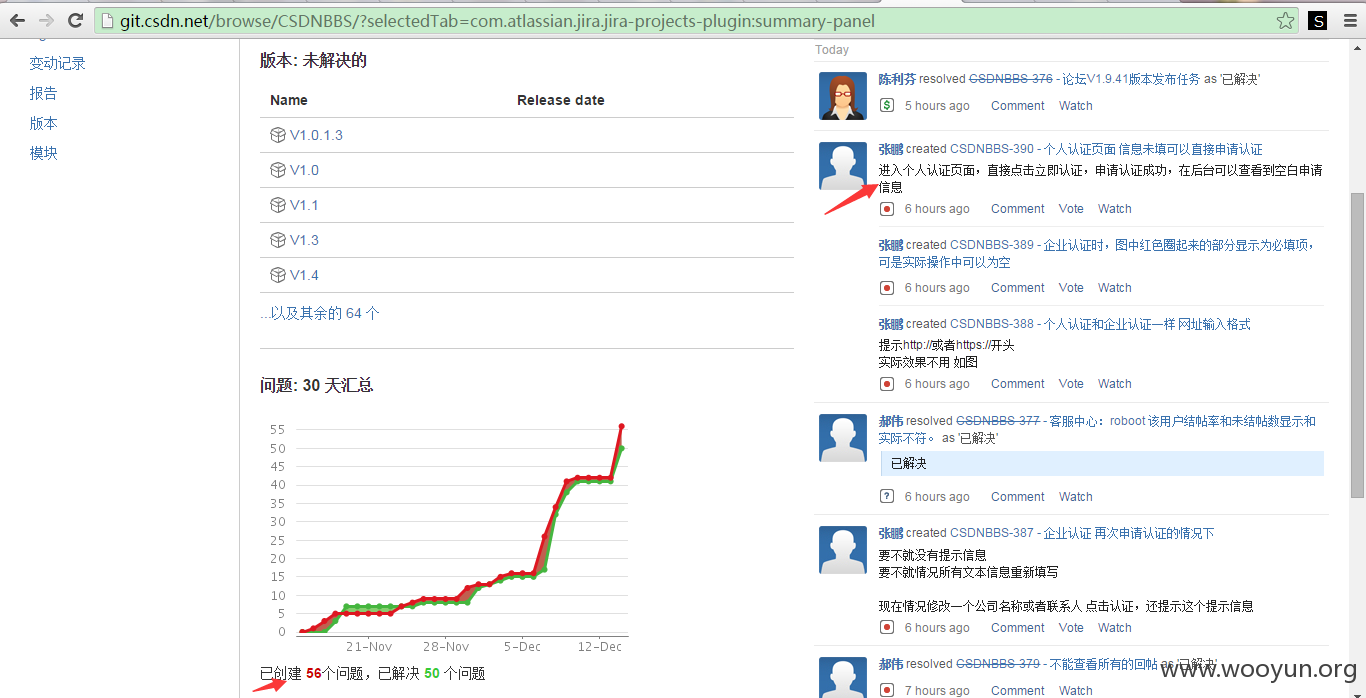 git.csdn.net/browse/CSDNBBS/?selectedTab=com.atlassian.jira.jira-projects-plugin:summary-panel
S
变动记录
报告
版本
模块
版本: 未解决的
Name Release date
V1.0.1.3
V1.0
V1.1
V1.3
V1.4
...以及其余的 64 个
问题: 30 天汇总
55
50
45
40
35
30
25
20
15
10
5
0
21-Nov 28-Nov 5-Dec 12-Dec
已创建 56个问题，已解决 50 个问题
Today
陈利芬 resolved CSDNBBS-376 - 论坛V1.9.41版本发布任务 as '已解决'
5 hours ago Comment Watch
张鹏 created CSDNBBS-390 - 个人认证页面 信息未填可以直接申请认证
进入个人认证页面，直接点击立即认证，申请认证成功，在后台可以查看到空白申请
信息
6 hours ago Comment Vote Watch
张鹏 created CSDNBBS-389 - 企业认证时，图中红色圈起来的部分显示为必填项，
可是实际操作中可以为空
6 hours ago Comment Vote Watch
张鹏 created CSDNBBS-388 - 个人认证和企业认证一样 网址输入格式
提示http://或者https://开头
实际效果不用 如图
6 hours ago Comment Vote Watch
郝伟 resolved CSDNBBS-377 - 客服中心：roboot 该用户结帖率和未结帖数显示和
实际不符。 as '已解决'
已解决
6 hours ago Comment Watch
张鹏 created CSDNBBS-387 - 企业认证 再次申请认证的情况下
要不就没有提示信息
要不就情况所有文本信息重新填写
现在情况修改一个公司名称或者联系人 点击认证，还提示这个提示信息
6 hours ago Comment Vote Watch
郝伟 resolved CSDNBBS-379 - 不能查看所有的回帖 as '已解决'
7 hours ago Comment Watch
www.wooyun.org